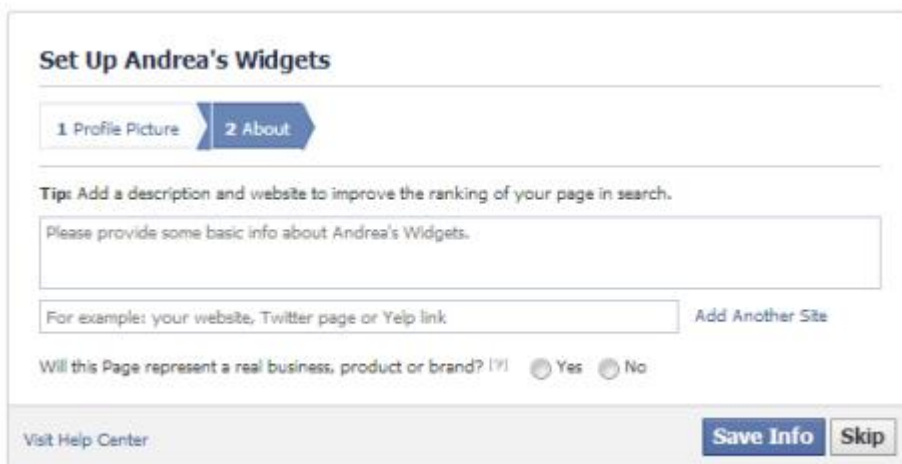 Set Up Andrea's Widgets
1 Profile Picture
2 About
Tip: Add a description and website to improve the ranking of your page in search.
Please provide some basic info about Andrea's Widgets.
For example: your website, Twitter page or Yelp link
Add Another Site
Will this Page represent a real business, product or brand? [?] Yes No
Visit Help Center
Save Info
Skip